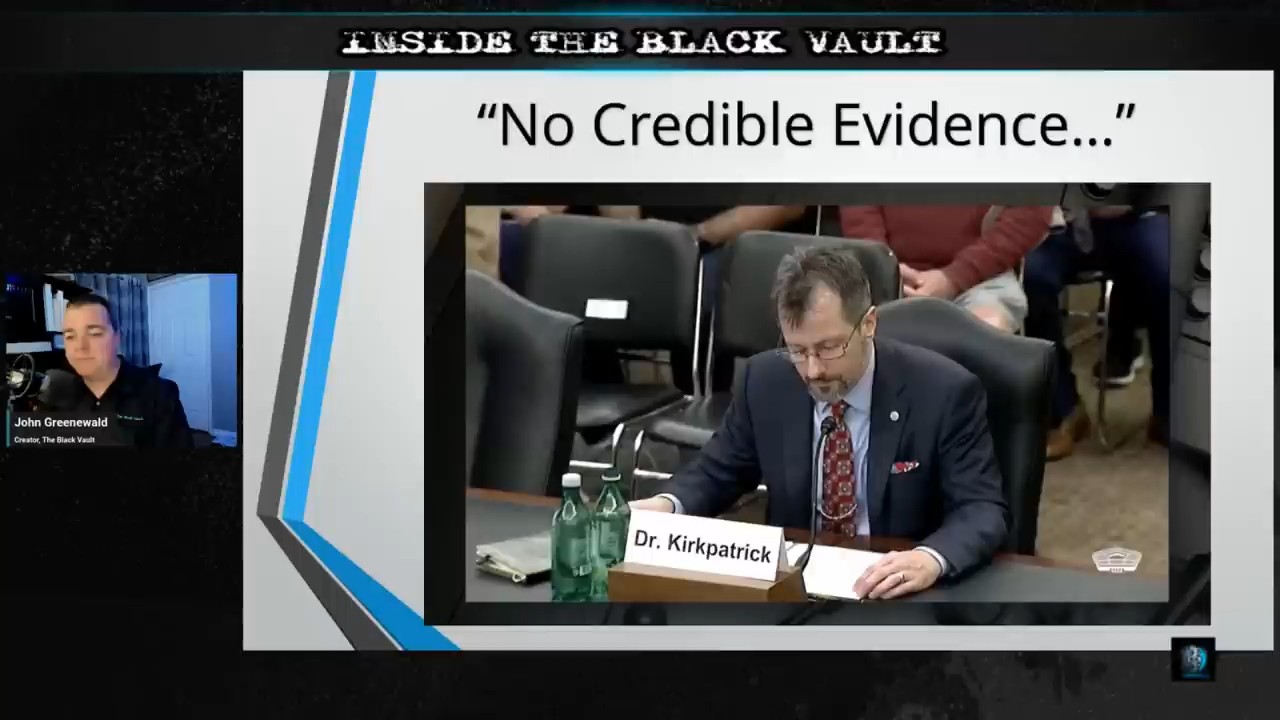 INSIDE THE BLACK VAULT
“No Credible Evidence...”
John Greenewald
Creator, The Black Vault
Dr. Kirkpatrick